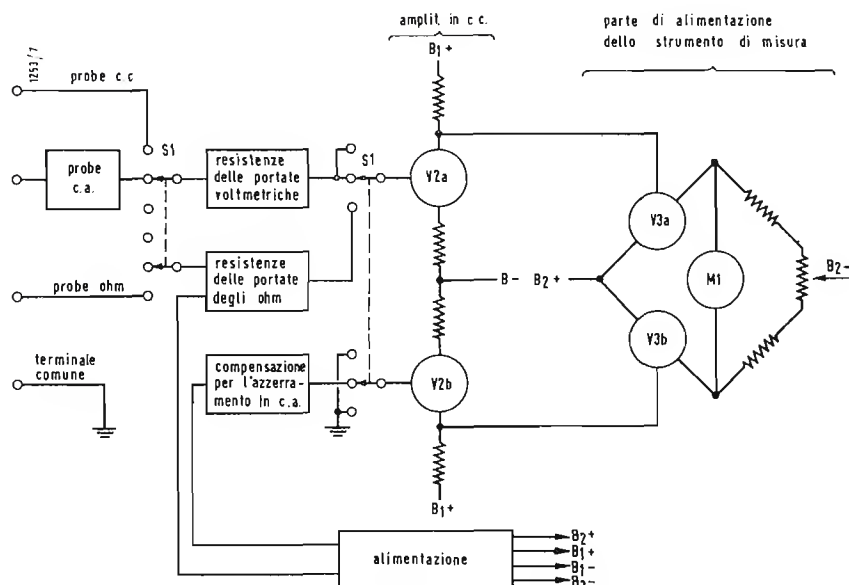 amplit. in c c.
B1+
parte di alimentazione
dello strumento di misura
1253/7
probe c.c
S1
probe
c.a.
resistenze
delle portate
voltmetriche
S1
V2a
V3a
resistenze
delle portate
degli ohm
B-
B2+
M1
B2-
probe ohm
terminale
comune
compensazione
per l'azzerra-
mento in c.a.
V2b
V3b
B1+
alimentazione
B2+
B1+
B1-
B2-